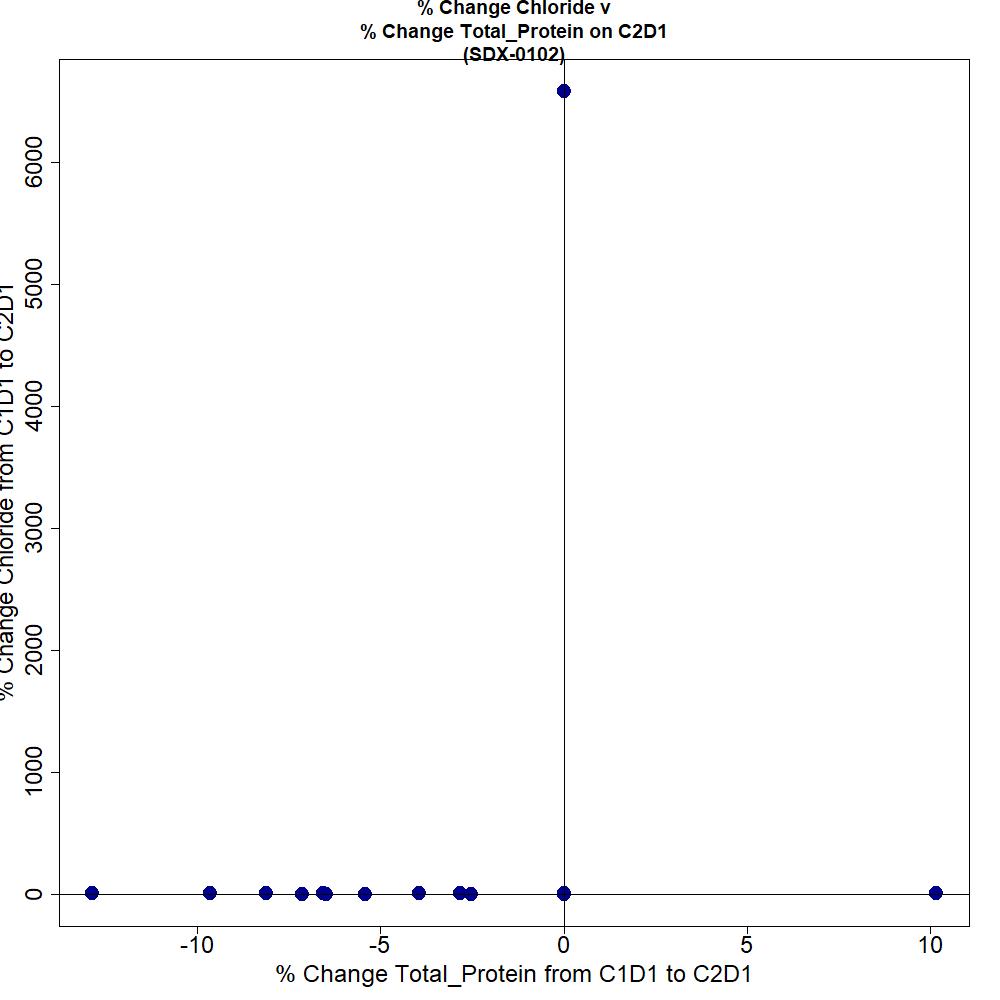 % Change Chloride v
% Change Total_Protein on C2D1
(SDX-0102)
% Change Chloride from C1D1 to C2D1
6000
5000
4000
3000
2000
1000
0
-10
-5
0
5
10
% Change Total_Protein from C1D1 to C2D1